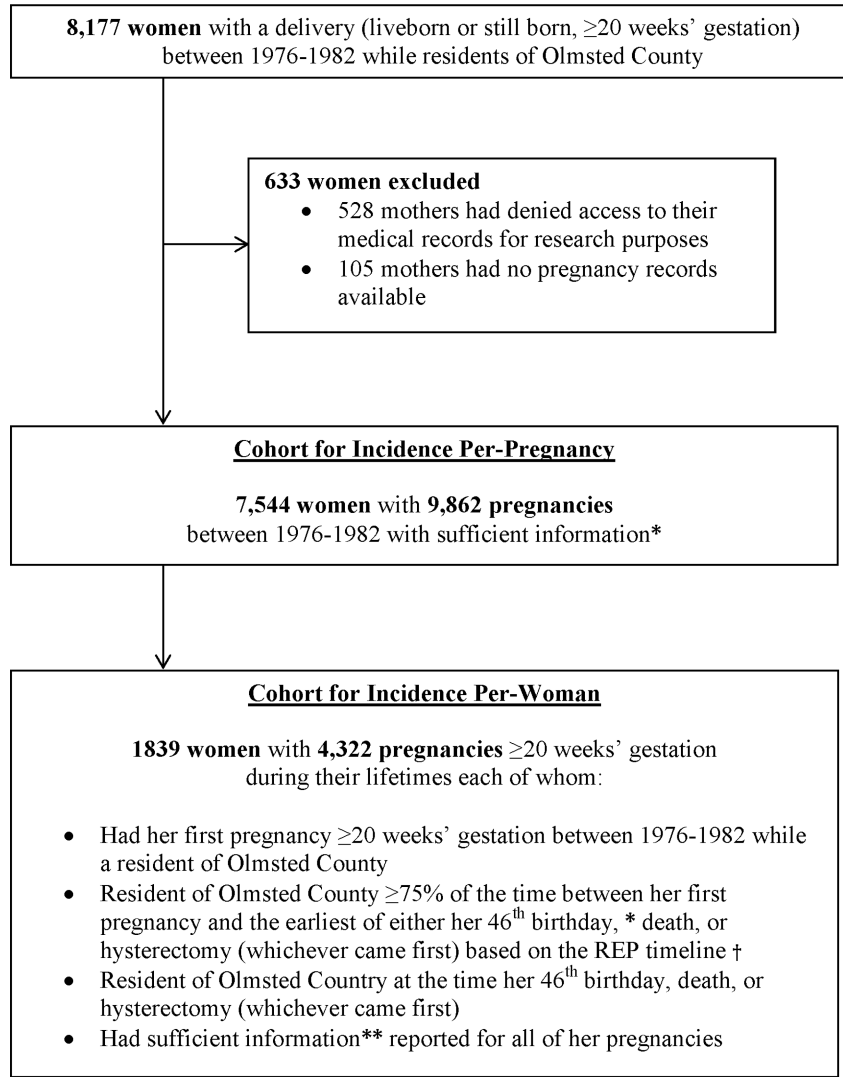 8,177 women with a delivery (liveborn or still born, ≥20 weeks’ gestation)
between 1976-1982 while residents of Olmsted County
633 women excluded
• 528 mothers had denied access to their
medical records for research purposes
• 105 mothers had no pregnancy records
available
Cohort for Incidence Per-Pregnancy
7,544 women with 9,862 pregnancies
between 1976-1982 with sufficient information*
Cohort for Incidence Per-Woman
1839 women with 4,322 pregnancies ≥20 weeks’ gestation
during their lifetimes each of whom:
• Had her first pregnancy ≥20 weeks’ gestation between 1976-1982 while
a resident of Olmsted County
• Resident of Olmsted County ≥75% of the time between her first
pregnancy and the earliest of either her 46th birthday, * death, or
hysterectomy (whichever came first) based on the REP timeline †
• Resident of Olmsted Country at the time her 46th birthday, death, or
hysterectomy (whichever came first)
• Had sufficient information** reported for all of her pregnancies